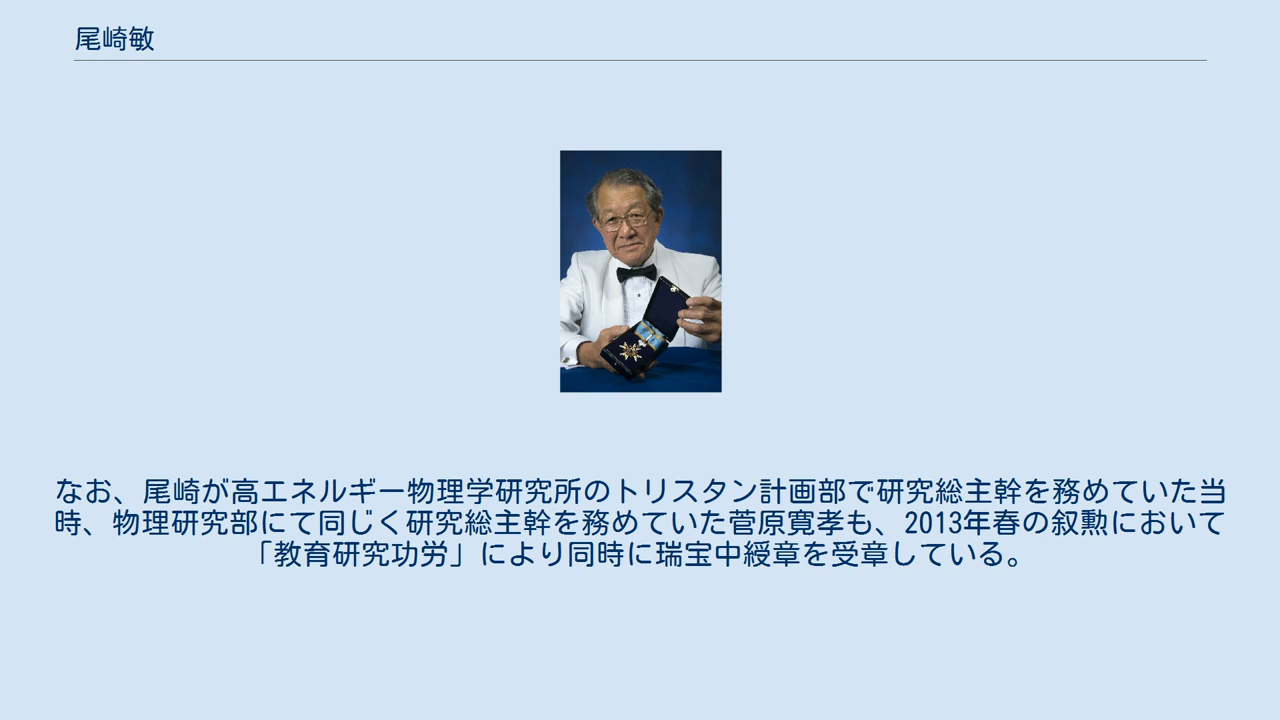 尾崎敏
なお、尾崎が高エネルギー物理学研究所のトリスタン計画部で研究総主幹を務めていた当
時、物理研究部にて同じく研究総主幹を務めていた菅原寛孝も、2013年春の叙勲において
「教育研究功労」により同時に瑞宝中綬章を受章している。